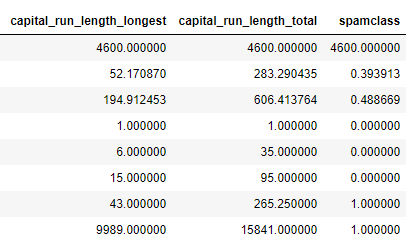 capital_run_length_longest capital_run_length_total spamclass
4600.000000 4600.000000 4600.000000
52.170870 283.290435 0.393913
194.912453 606.413764 0.488669
1.000000 1.000000 0.000000
6.000000 35.000000 0.000000
15.000000 95.000000 0.000000
43.000000 265.250000 1.000000
9989.000000 15841.000000 1.000000